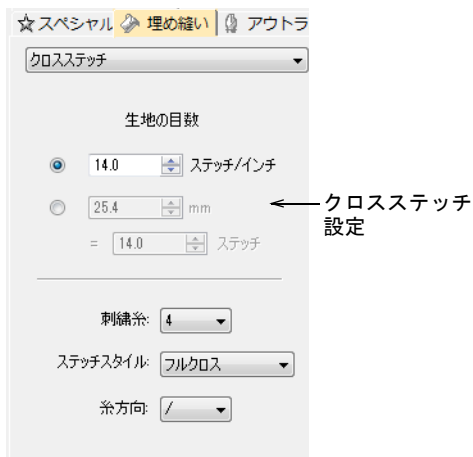 スペシャル 埋め縫い アウトラ
クロスステッチ
生地の目数
14.0 ステッチ/インチ
25.4 mm
= 14.0 ステッチ
クロスステッチ
設定
刺繍糸: 4
ステッチスタイル: フルクロス
糸方向: /